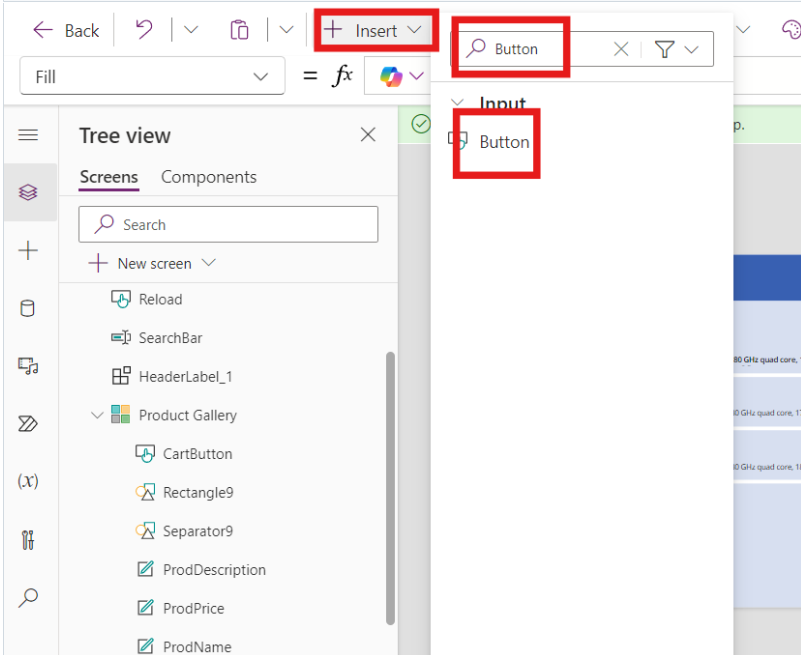 Back
Insert
Button
Fill
= fx
Input
Button
p.
Tree view
Screens
Components
Search
New screen
Reload
SearchBar
HeaderLabel_1
Product Gallery
CartButton
Rectangle9
Separator9
ProdDescription
ProdPrice
ProdName
(x)
80 GHz quad core, 1
0 GHz quad core, 17
0 GHz quad core, 18